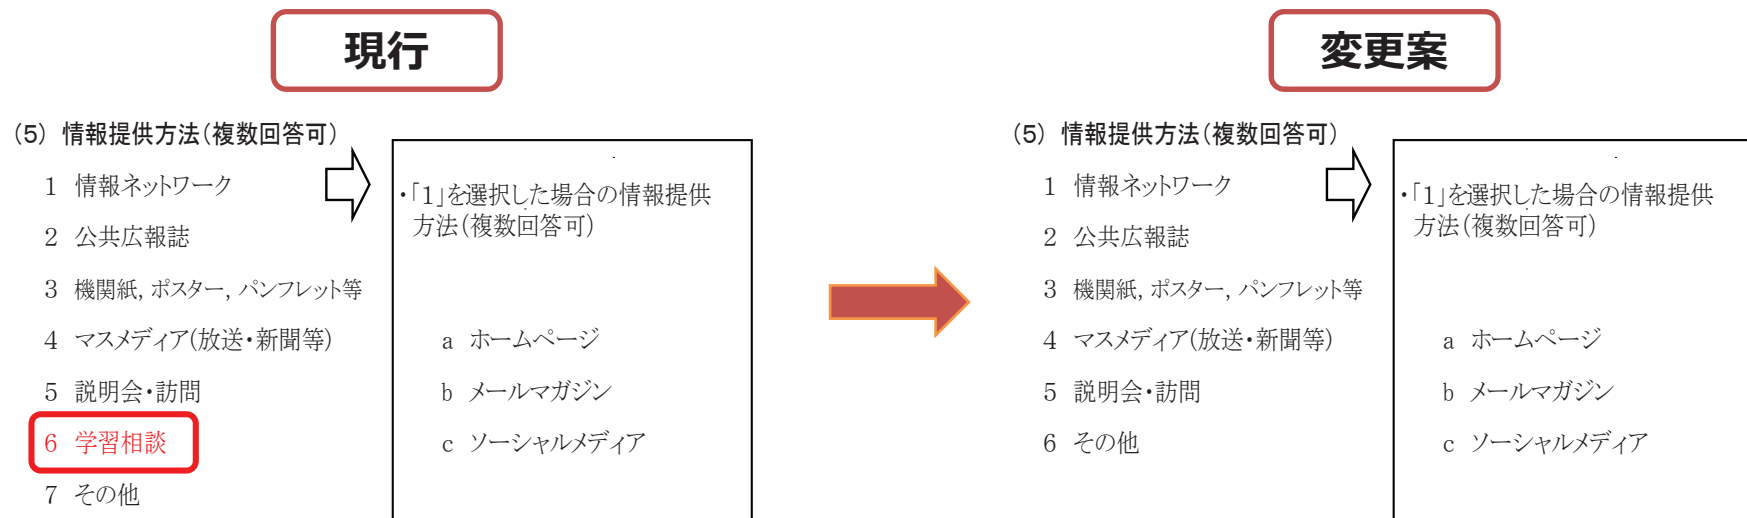 現行
(5) 情報提供方法(複数回答可)
1 情報ネットワーク
2 公共広報誌
3 機関紙, ポスター, パンフレット等
4 マスメディア(放送・新聞等)
5 説明会・訪問
6 学習相談
7 その他
・「1」を選択した場合の情報提供
方法(複数回答可)
a ホームページ
b メールマガジン
c ソーシャルメディア
変更案
(5) 情報提供方法(複数回答可)
1 情報ネットワーク
2 公共広報誌
3 機関紙, ポスター, パンフレット等
4 マスメディア(放送・新聞等)
5 説明会・訪問
6 その他
・「1」を選択した場合の情報提供
方法(複数回答可)
a ホームページ
b メールマガジン
c ソーシャルメディア